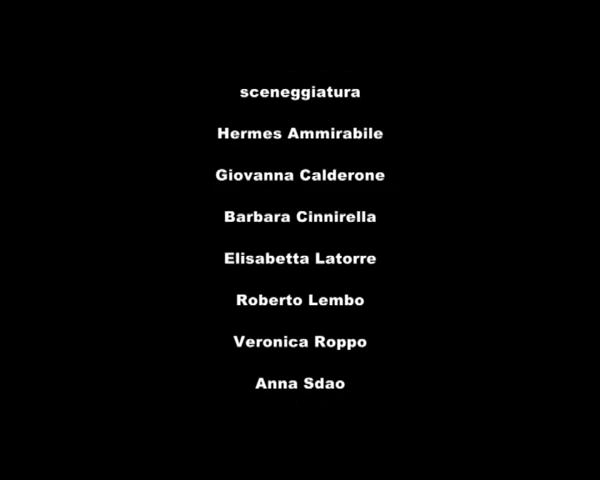 sceneggiatura
Hermes Ammirabile
Giovanna Calderone
Barbara Cinnirella
Elisabetta Latorre
Roberto Lembo
Veronica Roppo
Anna Sdao